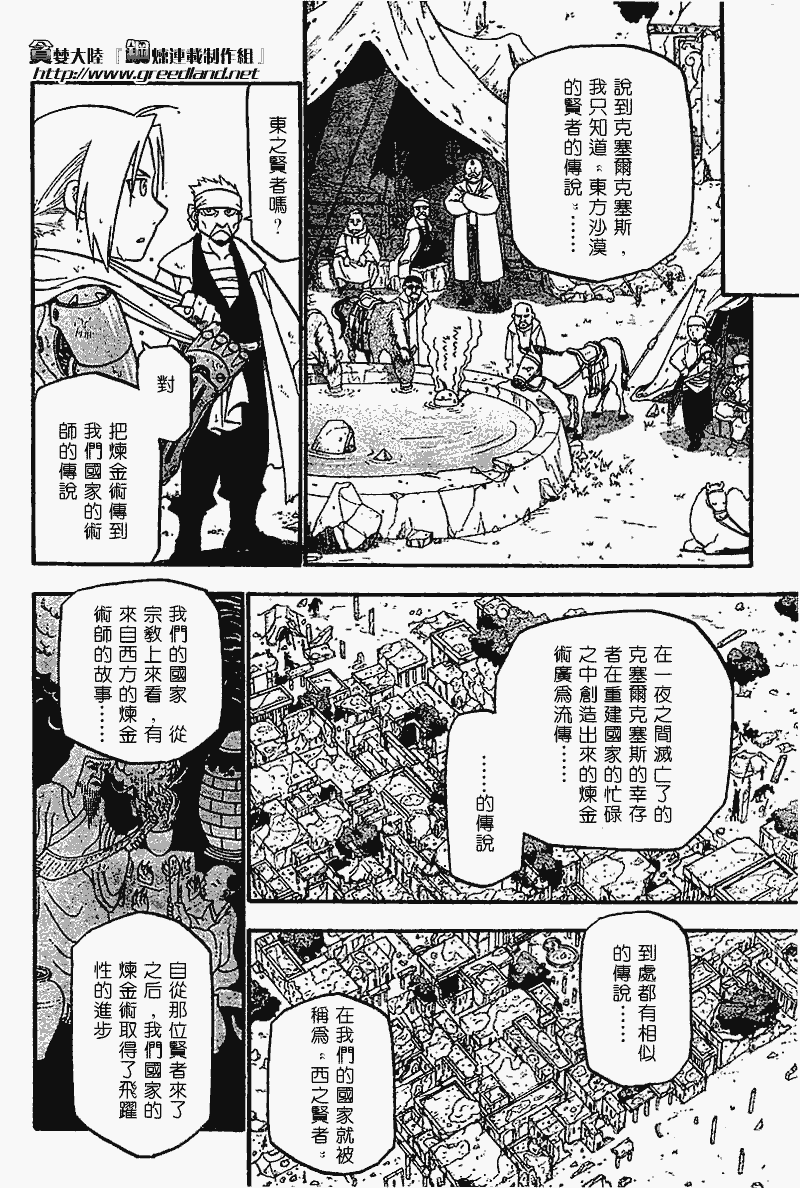 貪婪大陸『鋼煉連載制作組』
http://www.greedland.net
說到克塞爾克塞斯，
我只知道“東方沙漠
的賢者的傳說”……
東之賢者嗎？
對
把煉金術傳到
我們國家的術
師的傳說
在一夜之間滅亡了的
克塞爾克塞斯的幸存
者在重建國家的忙碌
之中創造出來的煉金
術廣爲流傳……
……的傳說
我們的國家 從
宗教上來看，有
來自西方的煉金
術師的故事……
到處都有相似
的傳說……
在我們的國家就被
稱爲“西之賢者”
自從那位賢者來了
之后，我們國家的
煉金術取得了飛躍
性的進步